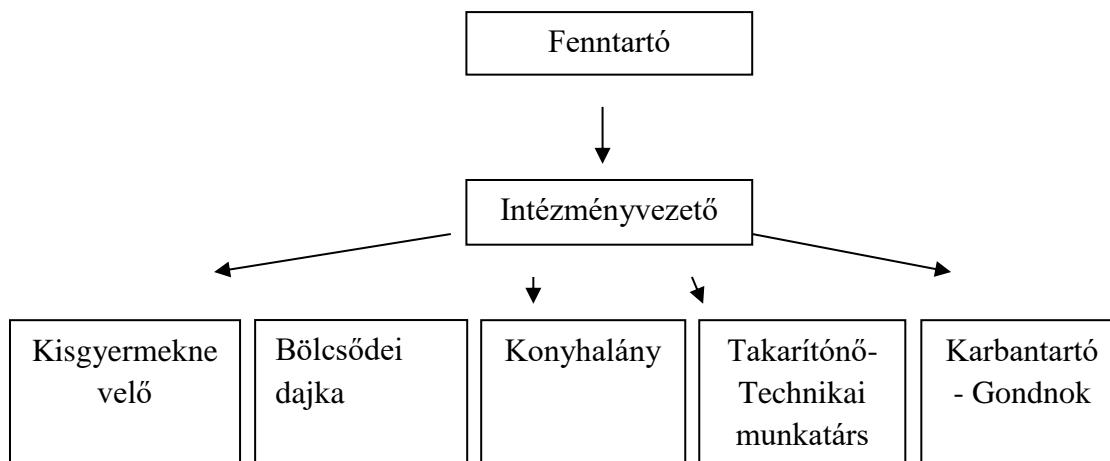 Fenntartó
Intézményvezető
Kisgyermekne
velő
Bölcsődei
dajka
Konyhalány
Takarítónő-
Technikai
munkatárs
Karbantartó
- Gondnok